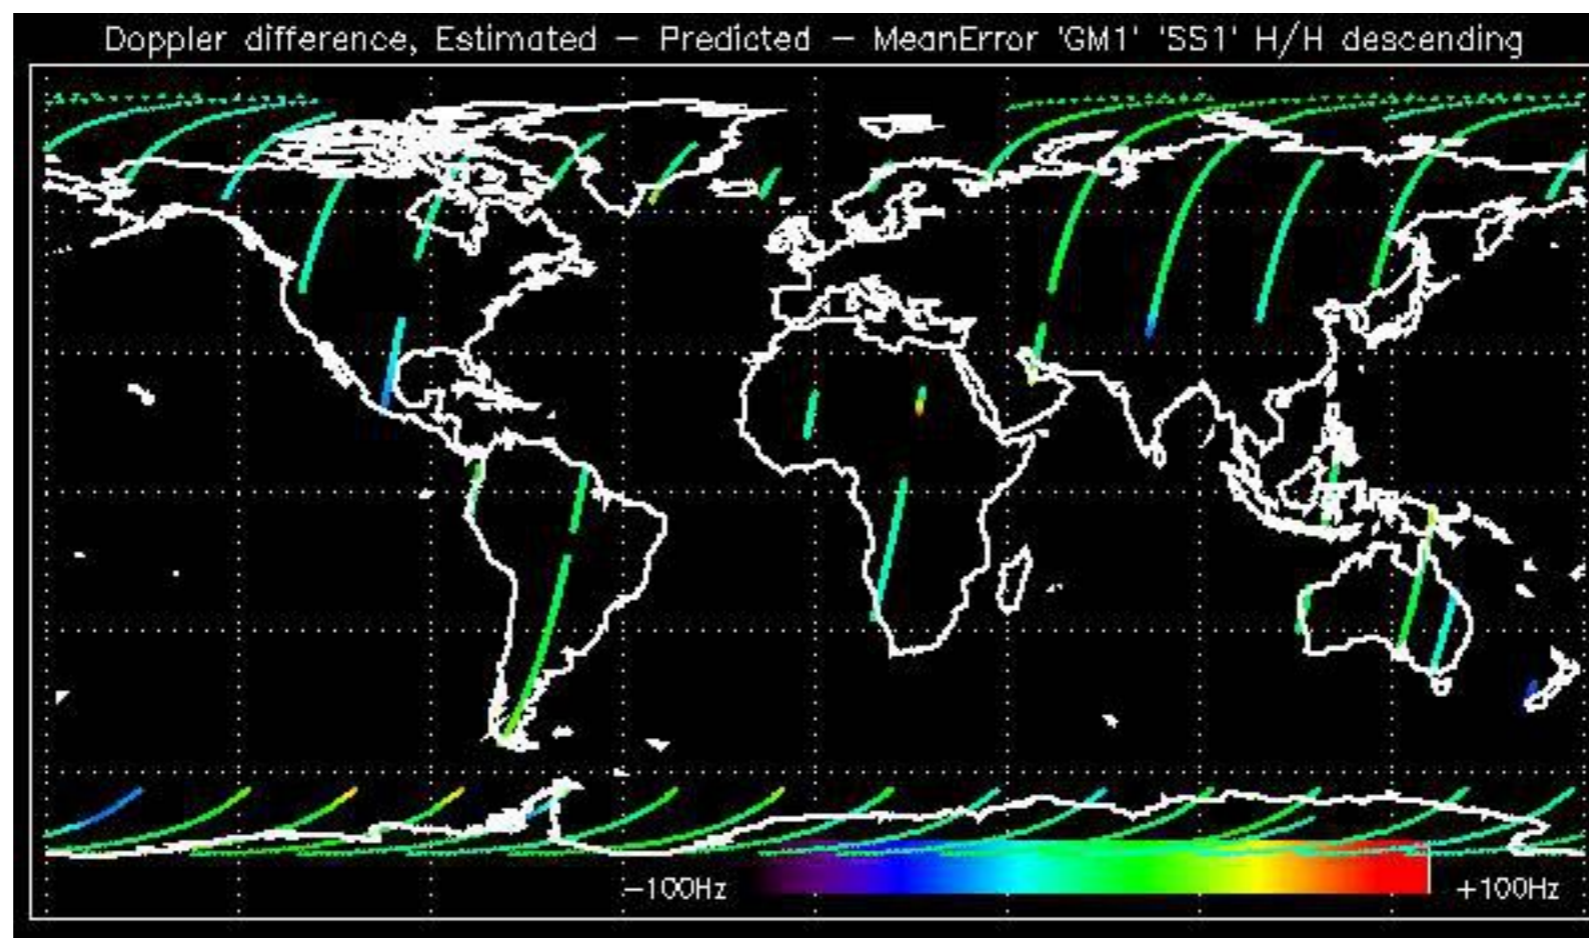 Doppler difference, Estimated – Predicted – MeanError 'GM1' 'SS1' H/H descending
–100Hz
+100Hz